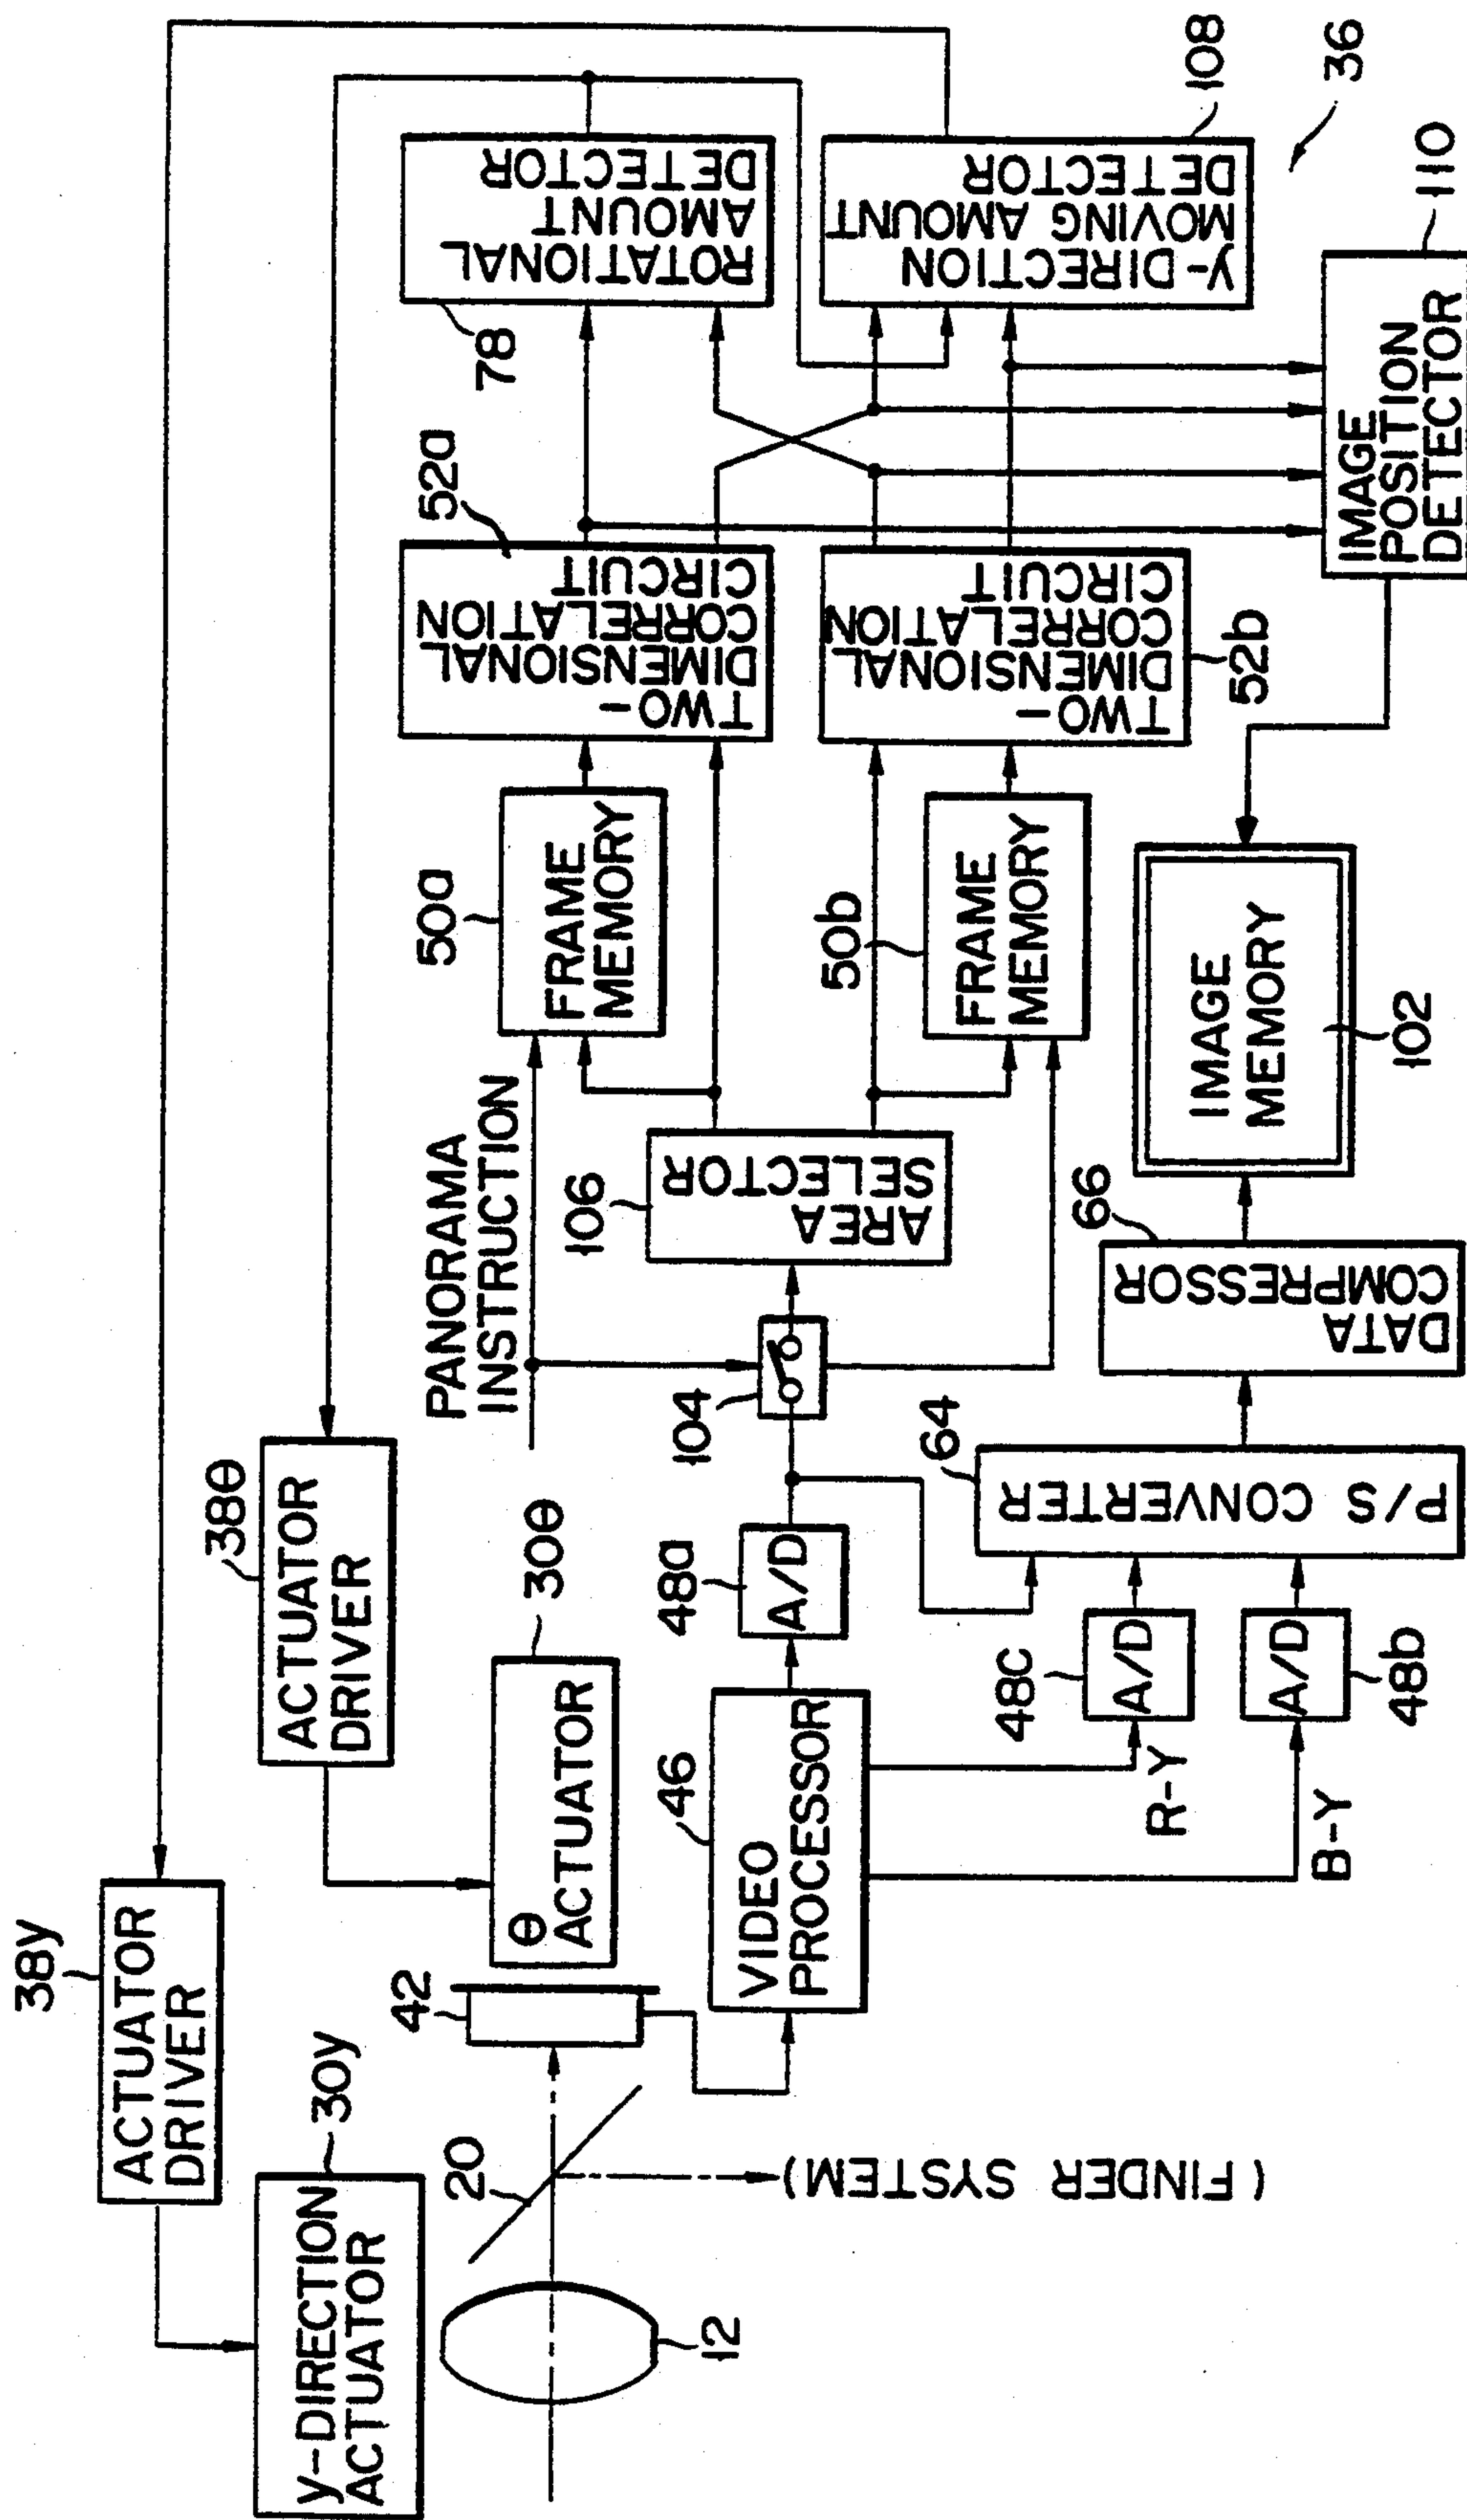 38y
ACTUATOR
DRIVER
30y
y-DIRECTION
ACTUATOR
38θ
ACTUATOR
DRIVER
30θ
θ
ACTUATOR
42
20
12
(FINDER SYSTEM)
46
VIDEO
PROCESSOR
48a
A/D
48c
A/D
48b
A/D
R-Y
B-Y
PANORAMA
INSTRUCTION
104
106
AREA
SELECTOR
64
P/S CONVERTER
66
DATA
COMPRESSOR
50a
FRAME
MEMORY
50b
FRAME
MEMORY
IMAGE
MEMORY
102
52a
TWO-
DIMENSIONAL
CORRELATION
CIRCUIT
52b
TWO-
DIMENSIONAL
CORRELATION
CIRCUIT
78
ROTATIONAL
AMOUNT
DETECTOR
108
y-DIRECTION
MOVING AMOUNT
DETECTOR
110
IMAGE
POSITION
DETECTOR
36